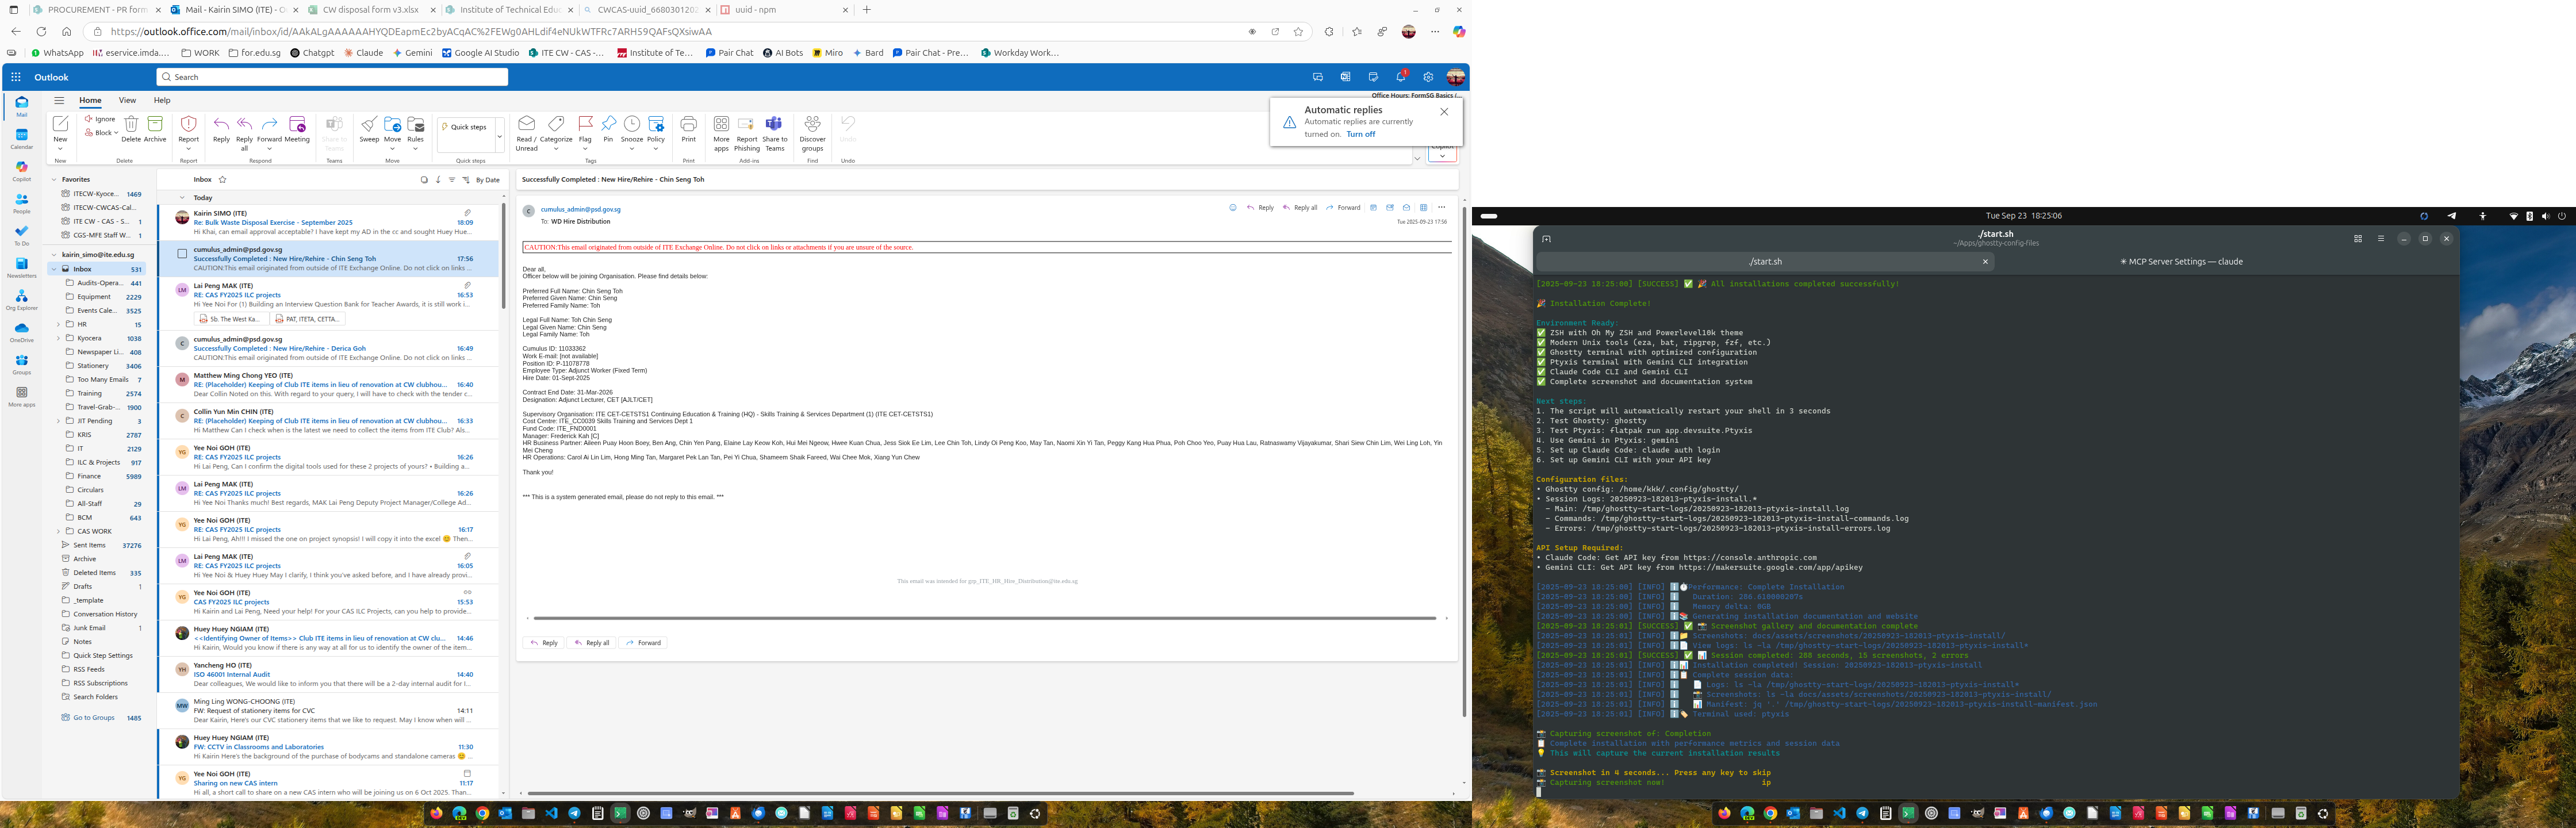 PROCUREMENT - PR form
Mail - Kairin SIMO (ITE) - O
CW disposal form v3.xlsx
Institute of Technical Educ
CWCAS-uuid_6680301202
uuid - npm
https://outlook.office.com/mail/inbox/id/AAkALgAAAAAAHYQDEapmEc2byACqAC%2FEWg0AHLdif4eNUkWTFRc7ARH59QAFsQXsiwAA
WhatsApp
eservice.imda....
WORK
for.edu.sg
Chatgpt
Claude
Gemini
Google AI Studio
ITE CW - CAS -...
Institute of Te...
Pair Chat
AI Bots
Miro
Bard
Pair Chat - Pre...
Workday Work...
Outlook
Search
Home View Help
Office Hours: FormSG Basics (...
Automatic replies
Automatic replies are currently
turned on. Turn off
New
Ignore
Block
Delete
Archive
Report
Reply
Reply all
Forward
Meeting
Share to Teams
Sweep
Move
Rules
Quick steps
Read / Unread
Categorize
Flag
Pin
Snooze
Policy
Print
More apps
Report Phishing
Share to Teams
Discover groups
Undo
Copilot
New
Delete
Report
Respond
Teams
Move
Quick steps
Tags
Print
Add-ins
Find
Undo
Mail
Calendar
Copilot
People
To Do
Newsletters
Org Explorer
OneDrive
Groups
More apps
Favorites
ITECW-Kyoce... 1469
ITECW-CWCAS-Cal...
ITE CW - CAS - S... 1
CGS-MFE Staff W... 1
kairin_simo@ite.edu.sg
Inbox 531
Audits-Opera... 441
Equipment 2229
Events Cale... 3525
HR 15
Kyocera 1038
Newspaper Li... 408
Stationery 3406
Too Many Emails 7
Training 2574
Travel-Grab-... 1900
JIT Pending 3
KRIS 2787
IT 2129
ILC & Projects 917
Finance 5989
Circulars
All-Staff 29
BCM 643
CAS WORK
Sent Items 37276
Archive
Deleted Items 335
Drafts 1
_template
Conversation History
Junk Email 1
Notes
Quick Step Settings
RSS Feeds
RSS Subscriptions
Search Folders
Go to Groups 1485
Inbox
By Date
Today
Kairin SIMO (ITE)
Re: Bulk Waste Disposal Exercise - September 2025 18:09
Hi Khai, can email approval acceptable? I have kept my AD in the cc and sought Huey Hue...
cumulus_admin@psd.gov.sg
Successfully Completed : New Hire/Rehire - Chin Seng Toh 17:56
CAUTION:This email originated from outside of ITE Exchange Online. Do not click on links ...
LM
Lai Peng MAK (ITE)
RE: CAS FY2025 ILC projects 16:53
Hi Yee Noi For (1) Building an Interview Question Bank for Teacher Awards, it is still work i...
5b. The West Ka...
PAT, ITETA, CETTA...
C
cumulus_admin@psd.gov.sg
Successfully Completed : New Hire/Rehire - Derica Goh 16:49
CAUTION:This email originated from outside of ITE Exchange Online. Do not click on links ...
M
Matthew Ming Chong YEO (ITE)
RE: (Placeholder) Keeping of Club ITE items in lieu of renovation at CW clubhou... 16:40
Dear Collin Noted on this. With regard to your query, I will have to check with the tender c...
C
Collin Yun Min CHIN (ITE)
RE: (Placeholder) Keeping of Club ITE items in lieu of renovation at CW clubhou... 16:33
Hi Matthew Can I check when is the latest we need to collect the items from ITE Club? Als...
YG
Yee Noi GOH (ITE)
RE: CAS FY2025 ILC projects 16:26
Hi Lai Peng, Can I confirm the digital tools used for these 2 projects of yours? • Building a...
LM
Lai Peng MAK (ITE)
RE: CAS FY2025 ILC projects 16:26
Hi Yee Noi Thanks much! Best regards, MAK Lai Peng Deputy Project Manager/College Ad...
YG
Yee Noi GOH (ITE)
RE: CAS FY2025 ILC projects 16:17
Hi Lai Peng, Ah!!! I missed the one on project synopsis! I will copy it into the excel 😊 Then...
LM
Lai Peng MAK (ITE)
RE: CAS FY2025 ILC projects 16:05
Hi Yee Noi & Huey Huey May I clarify, I think you've asked before, and I have already provi...
YG
Yee Noi GOH (ITE)
CAS FY2025 ILC projects 15:53
Hi Kairin and Lai Peng, Need your help! For your CAS ILC Projects, can you help to provide...
Huey Huey NGIAM (ITE)
<<Identifying Owner of Items>> Club ITE items in lieu of renovation at CW clu... 14:46
Hi Kairin, Would you know if there is any way at all for us to identify the owner of the item...
YH
Yancheng HO (ITE)
ISO 46001 Internal Audit 14:40
Dear colleagues, We would like to inform you that there will be a 2-day internal audit for I...
MW
Ming Ling WONG-CHOONG (ITE)
FW: Request of stationery items for CVC 14:11
Dear Kairin, Here's our CVC stationery items that we like to request. May I know when will ...
Huey Huey NGIAM (ITE)
FW: CCTV in Classrooms and Laboratories 11:30
Hi Kairin Here's the background of the purchase of bodycams and standalone cameras 😊 ...
YG
Yee Noi GOH (ITE)
Sharing on new CAS intern 11:17
Hi all, a short call to share on a new CAS intern who will be joining us on 6 Oct 2025. Than...
Successfully Completed : New Hire/Rehire - Chin Seng Toh
C
cumulus_admin@psd.gov.sg
To: WD Hire Distribution
Reply
Reply all
Forward
Tue 2025-09-23 17:56
CAUTION:This email originated from outside of ITE Exchange Online. Do not click on links or attachments if you are unsure of the source.
Dear all,
Officer below will be joining Organisation. Please find details below:
Preferred Full Name: Chin Seng Toh
Preferred Given Name: Chin Seng
Preferred Family Name: Toh
Legal Full Name: Toh Chin Seng
Legal Given Name: Chin Seng
Legal Family Name: Toh
Cumulus ID: 11033362
Work E-mail: [not available]
Position ID: P-11078778
Employee Type: Adjunct Worker (Fixed Term)
Hire Date: 01-Sept-2025
Contract End Date: 31-Mar-2026
Designation: Adjunct Lecturer, CET [AJLT/CET]
Supervisory Organisation: ITE CET-CETSTS1 Continuing Education & Training (HQ) - Skills Training & Services Department (1) (ITE CET-CETSTS1)
Cost Centre: ITE_CC0039 Skills Training and Services Dept 1
Fund Code: ITE_FND0001
Manager: Frederick Kah [C]
HR Business Partner: Aileen Puay Hoon Boey, Ben Ang, Chin Yen Pang, Elaine Lay Keow Koh, Hui Mei Ngeow, Hwee Kuan Chua, Jess Siok Ee Lim, Lee Chin Toh, Lindy Oi Peng Koo, May Tan, Naomi Xin Yi Tan, Peggy Kang Hua Phua, Poh Choo Yeo, Puay Hua Lau, Ratnaswamy Vijayakumar, Shari Siew Chin Lim, Wei Ling Loh, Yin
Mei Cheng
HR Operations: Carol Ai Lin Lim, Hong Ming Tan, Margaret Pek Lan Tan, Pei Yi Chua, Shameem Shaik Fareed, Wai Chee Mok, Xiang Yun Chew
Thank you!
*** This is a system generated email, please do not reply to this email. ***
This email was intended for grp_ITE_HR_Hire_Distribution@ite.edu.sg
Reply
Reply all
Forward
Tue Sep 23 18:25:06
./start.sh
~/Apps/ghostty-config-files
./start.sh
✳ MCP Server Settings — claude
[2025-09-23 18:25:00] [SUCCESS] ✅ 🎉 All installations completed successfully!
🎉 Installation Complete!
Environment Ready:
✅ ZSH with Oh My ZSH and Powerlevel10k theme
✅ Modern Unix tools (eza, bat, ripgrep, fzf, etc.)
✅ Ghostty terminal with optimized configuration
✅ Ptyxis terminal with Gemini CLI integration
✅ Claude Code CLI and Gemini CLI
✅ Complete screenshot and documentation system
Next steps:
1. The script will automatically restart your shell in 3 seconds
2. Test Ghostty: ghostty
3. Test Ptyxis: flatpak run app.devsuite.Ptyxis
4. Use Gemini in Ptyxis: gemini
5. Set up Claude: claude auth login
6. Set up Gemini CLI with your API key
Configuration files:
• Ghostty config: /home/kkk/.config/ghostty/
• Session Logs: 20250923-182013-ptyxis-install.*
- Main: /tmp/ghostty-start-logs/20250923-182013-ptyxis-install.log
- Commands: /tmp/ghostty-start-logs/20250923-182013-ptyxis-install-commands.log
- Errors: /tmp/ghostty-start-logs/20250923-182013-ptyxis-install-errors.log
API Setup Required:
• Claude Code: Get API key from https://console.anthropic.com
• Gemini CLI: Get API key from https://makersuite.google.com/app/apikey
[2025-09-23 18:25:00] [INFO] ℹ️ ⏱️Performance: Complete Installation
[2025-09-23 18:25:00] [INFO] ℹ️ Duration: 286.610000207s
[2025-09-23 18:25:00] [INFO] ℹ️ Memory delta: 0GB
[2025-09-23 18:25:00] [INFO] ℹ️ 📚 Generating installation documentation and website
[2025-09-23 18:25:01] [SUCCESS] ✅ 📸 Screenshot gallery and documentation complete
[2025-09-23 18:25:01] [INFO] ℹ️ 📁 Screenshots: docs/assets/screenshots/20250923-182013-ptyxis-install/
[2025-09-23 18:25:01] [INFO] ℹ️ 📄 View logs: ls -la /tmp/ghostty-start-logs/20250923-182013-ptyxis-install*
[2025-09-23 18:25:01] [SUCCESS] ✅ 📊 Session completed: 288 seconds, 15 screenshots, 2 errors
[2025-09-23 18:25:01] [INFO] ℹ️ 📊 Installation completed! Session: 20250923-182013-ptyxis-install
[2025-09-23 18:25:01] [INFO] ℹ️ 📋 Complete session data:
[2025-09-23 18:25:01] [INFO] ℹ️ 📄 Logs: ls -la /tmp/ghostty-start-logs/20250923-182013-ptyxis-install*
[2025-09-23 18:25:01] [INFO] ℹ️ 📸 Screenshots: ls -la docs/assets/screenshots/20250923-182013-ptyxis-install/
[2025-09-23 18:25:01] [INFO] ℹ️ 📊 Manifest: jq '.' /tmp/ghostty-start-logs/20250923-182013-ptyxis-install-manifest.json
[2025-09-23 18:25:01] [INFO] ℹ️ 🏷️ Terminal used: ptyxis
📸 Capturing screenshot of: Completion
📋 Complete installation with performance metrics and session data
💡 This will capture the current installation results
📸 Screenshot in 4 seconds... Press any key to skip
📸 Capturing screenshot now! ip